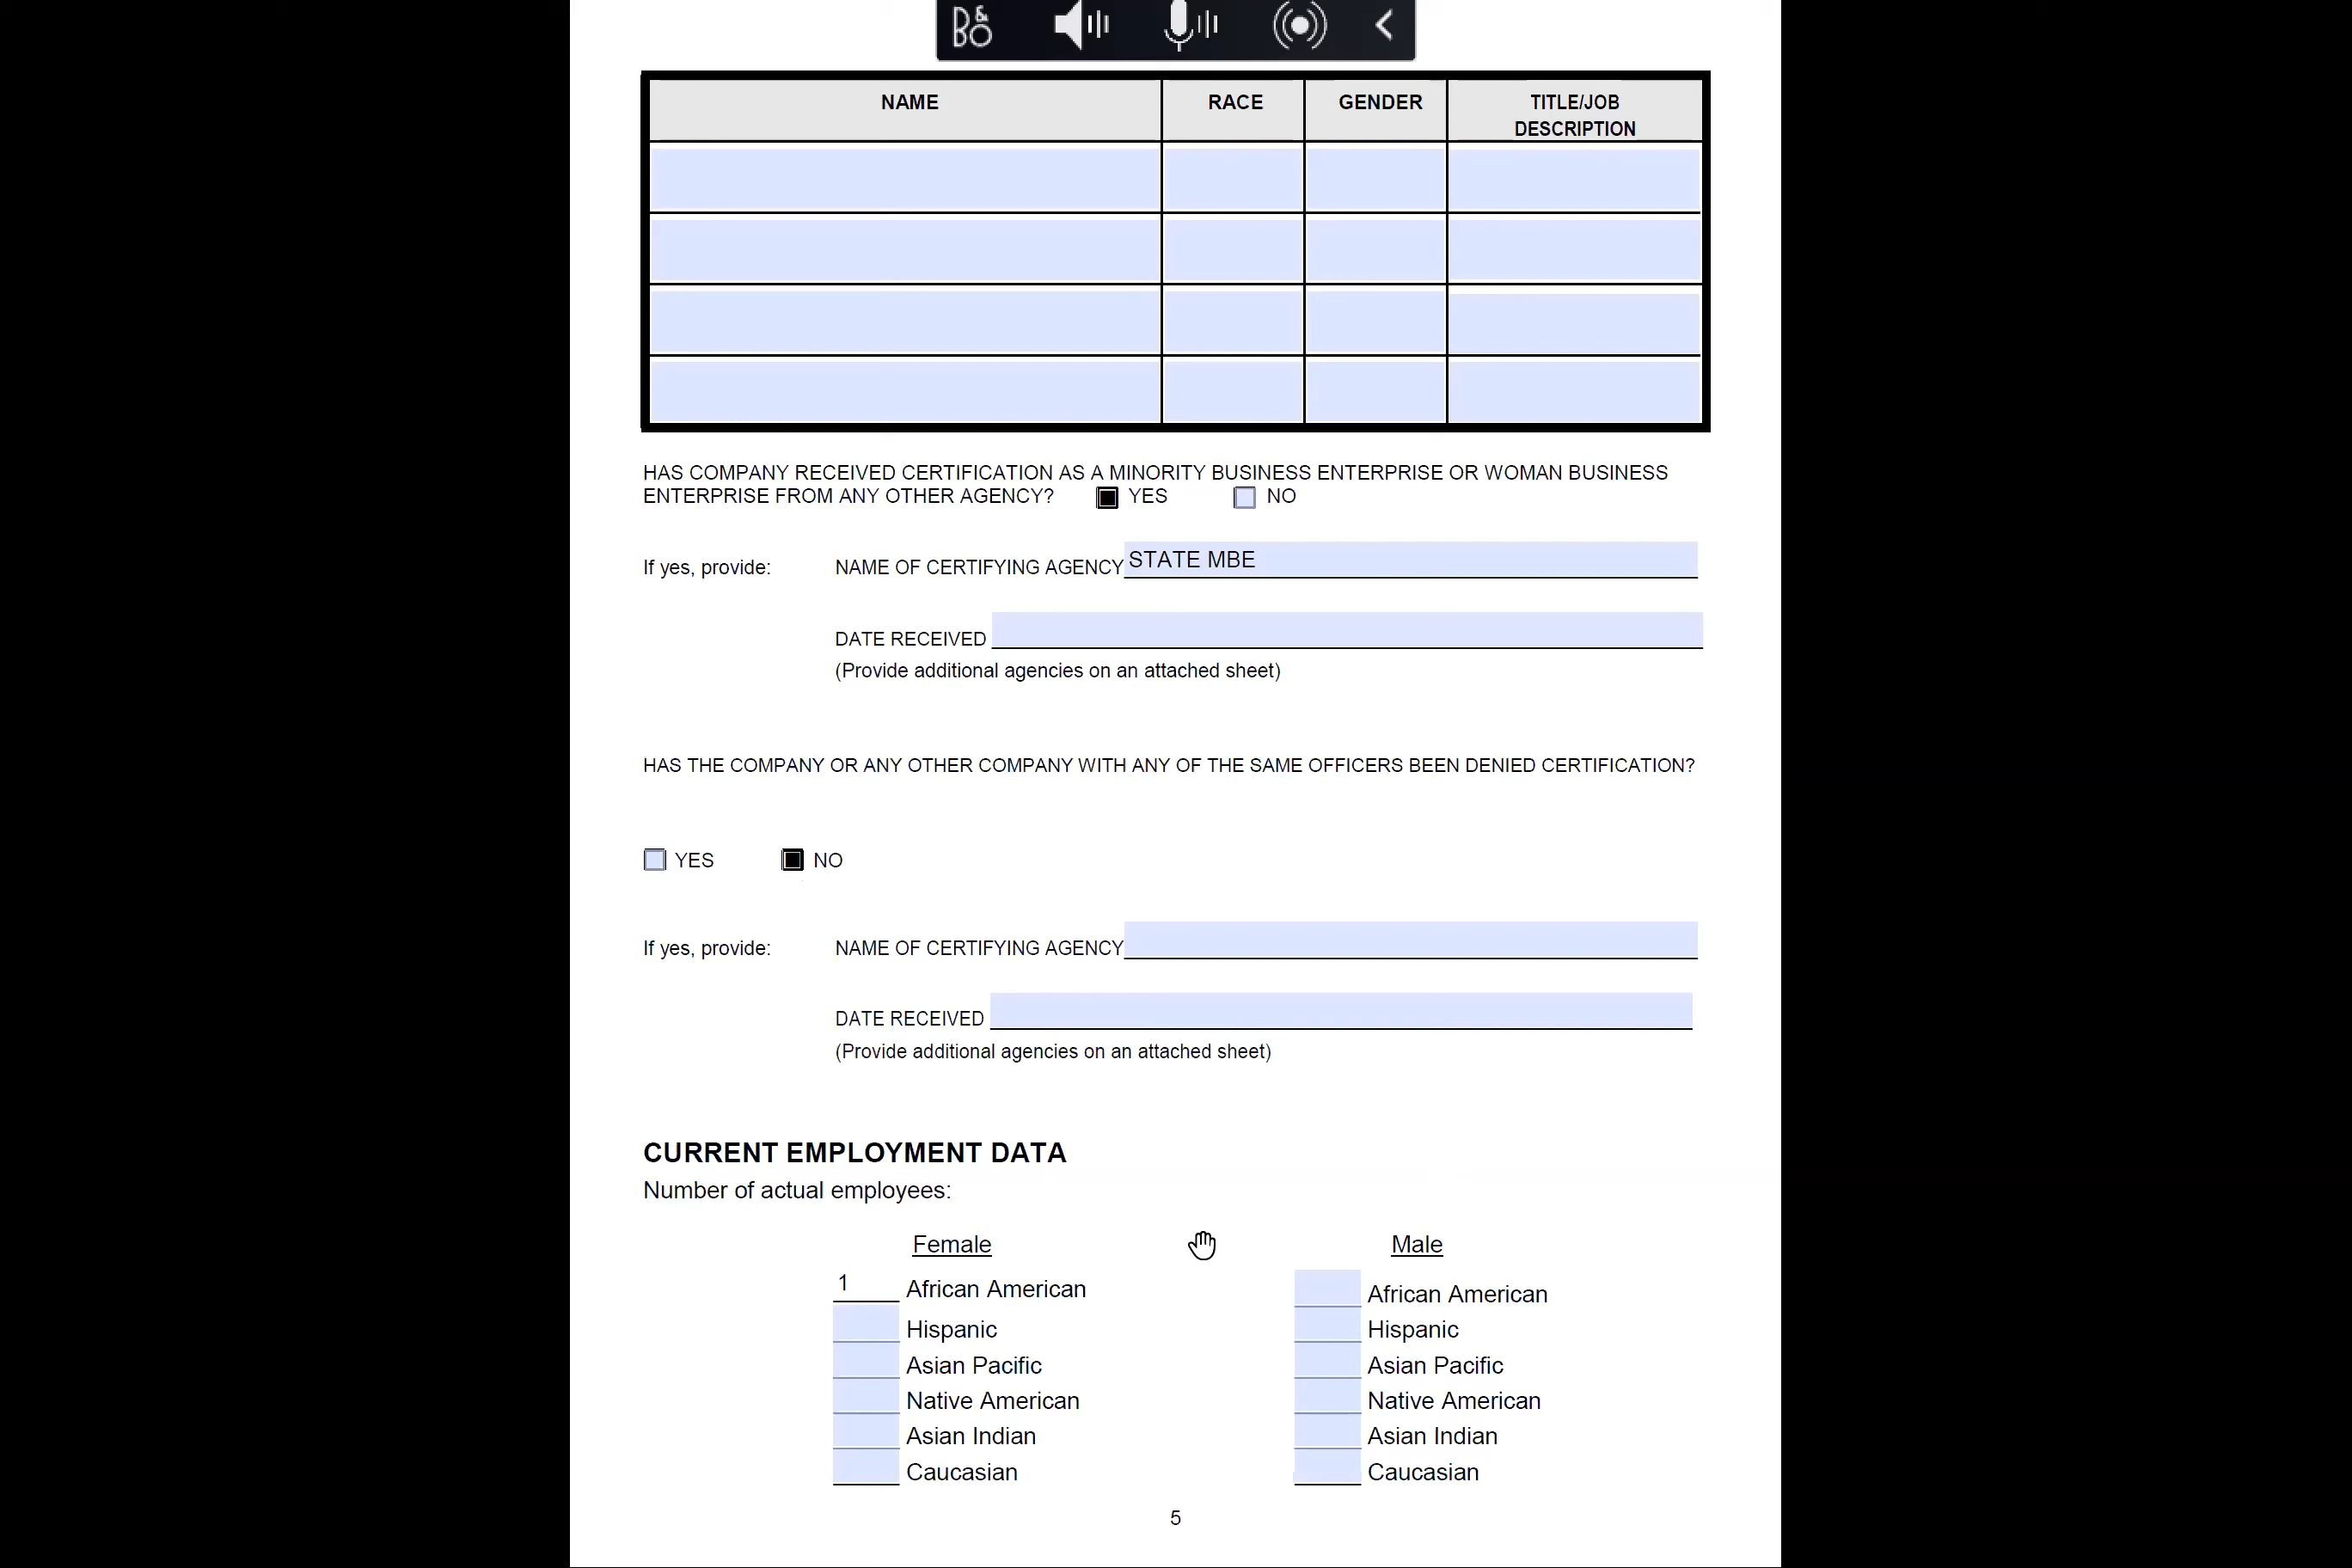 B&O
NAME RACE GENDER TITLE/JOB
DESCRIPTION
HAS COMPANY RECEIVED CERTIFICATION AS A MINORITY BUSINESS ENTERPRISE OR WOMAN BUSINESS
ENTERPRISE FROM ANY OTHER AGENCY? YES NO
If yes, provide: NAME OF CERTIFYING AGENCY STATE MBE
DATE RECEIVED
(Provide additional agencies on an attached sheet)
HAS THE COMPANY OR ANY OTHER COMPANY WITH ANY OF THE SAME OFFICERS BEEN DENIED CERTIFICATION?
YES NO
If yes, provide: NAME OF CERTIFYING AGENCY
DATE RECEIVED
(Provide additional agencies on an attached sheet)
CURRENT EMPLOYMENT DATA
Number of actual employees:
Female Male
1 African American African American
Hispanic Hispanic
Asian Pacific Asian Pacific
Native American Native American
Asian Indian Asian Indian
Caucasian Caucasian
5